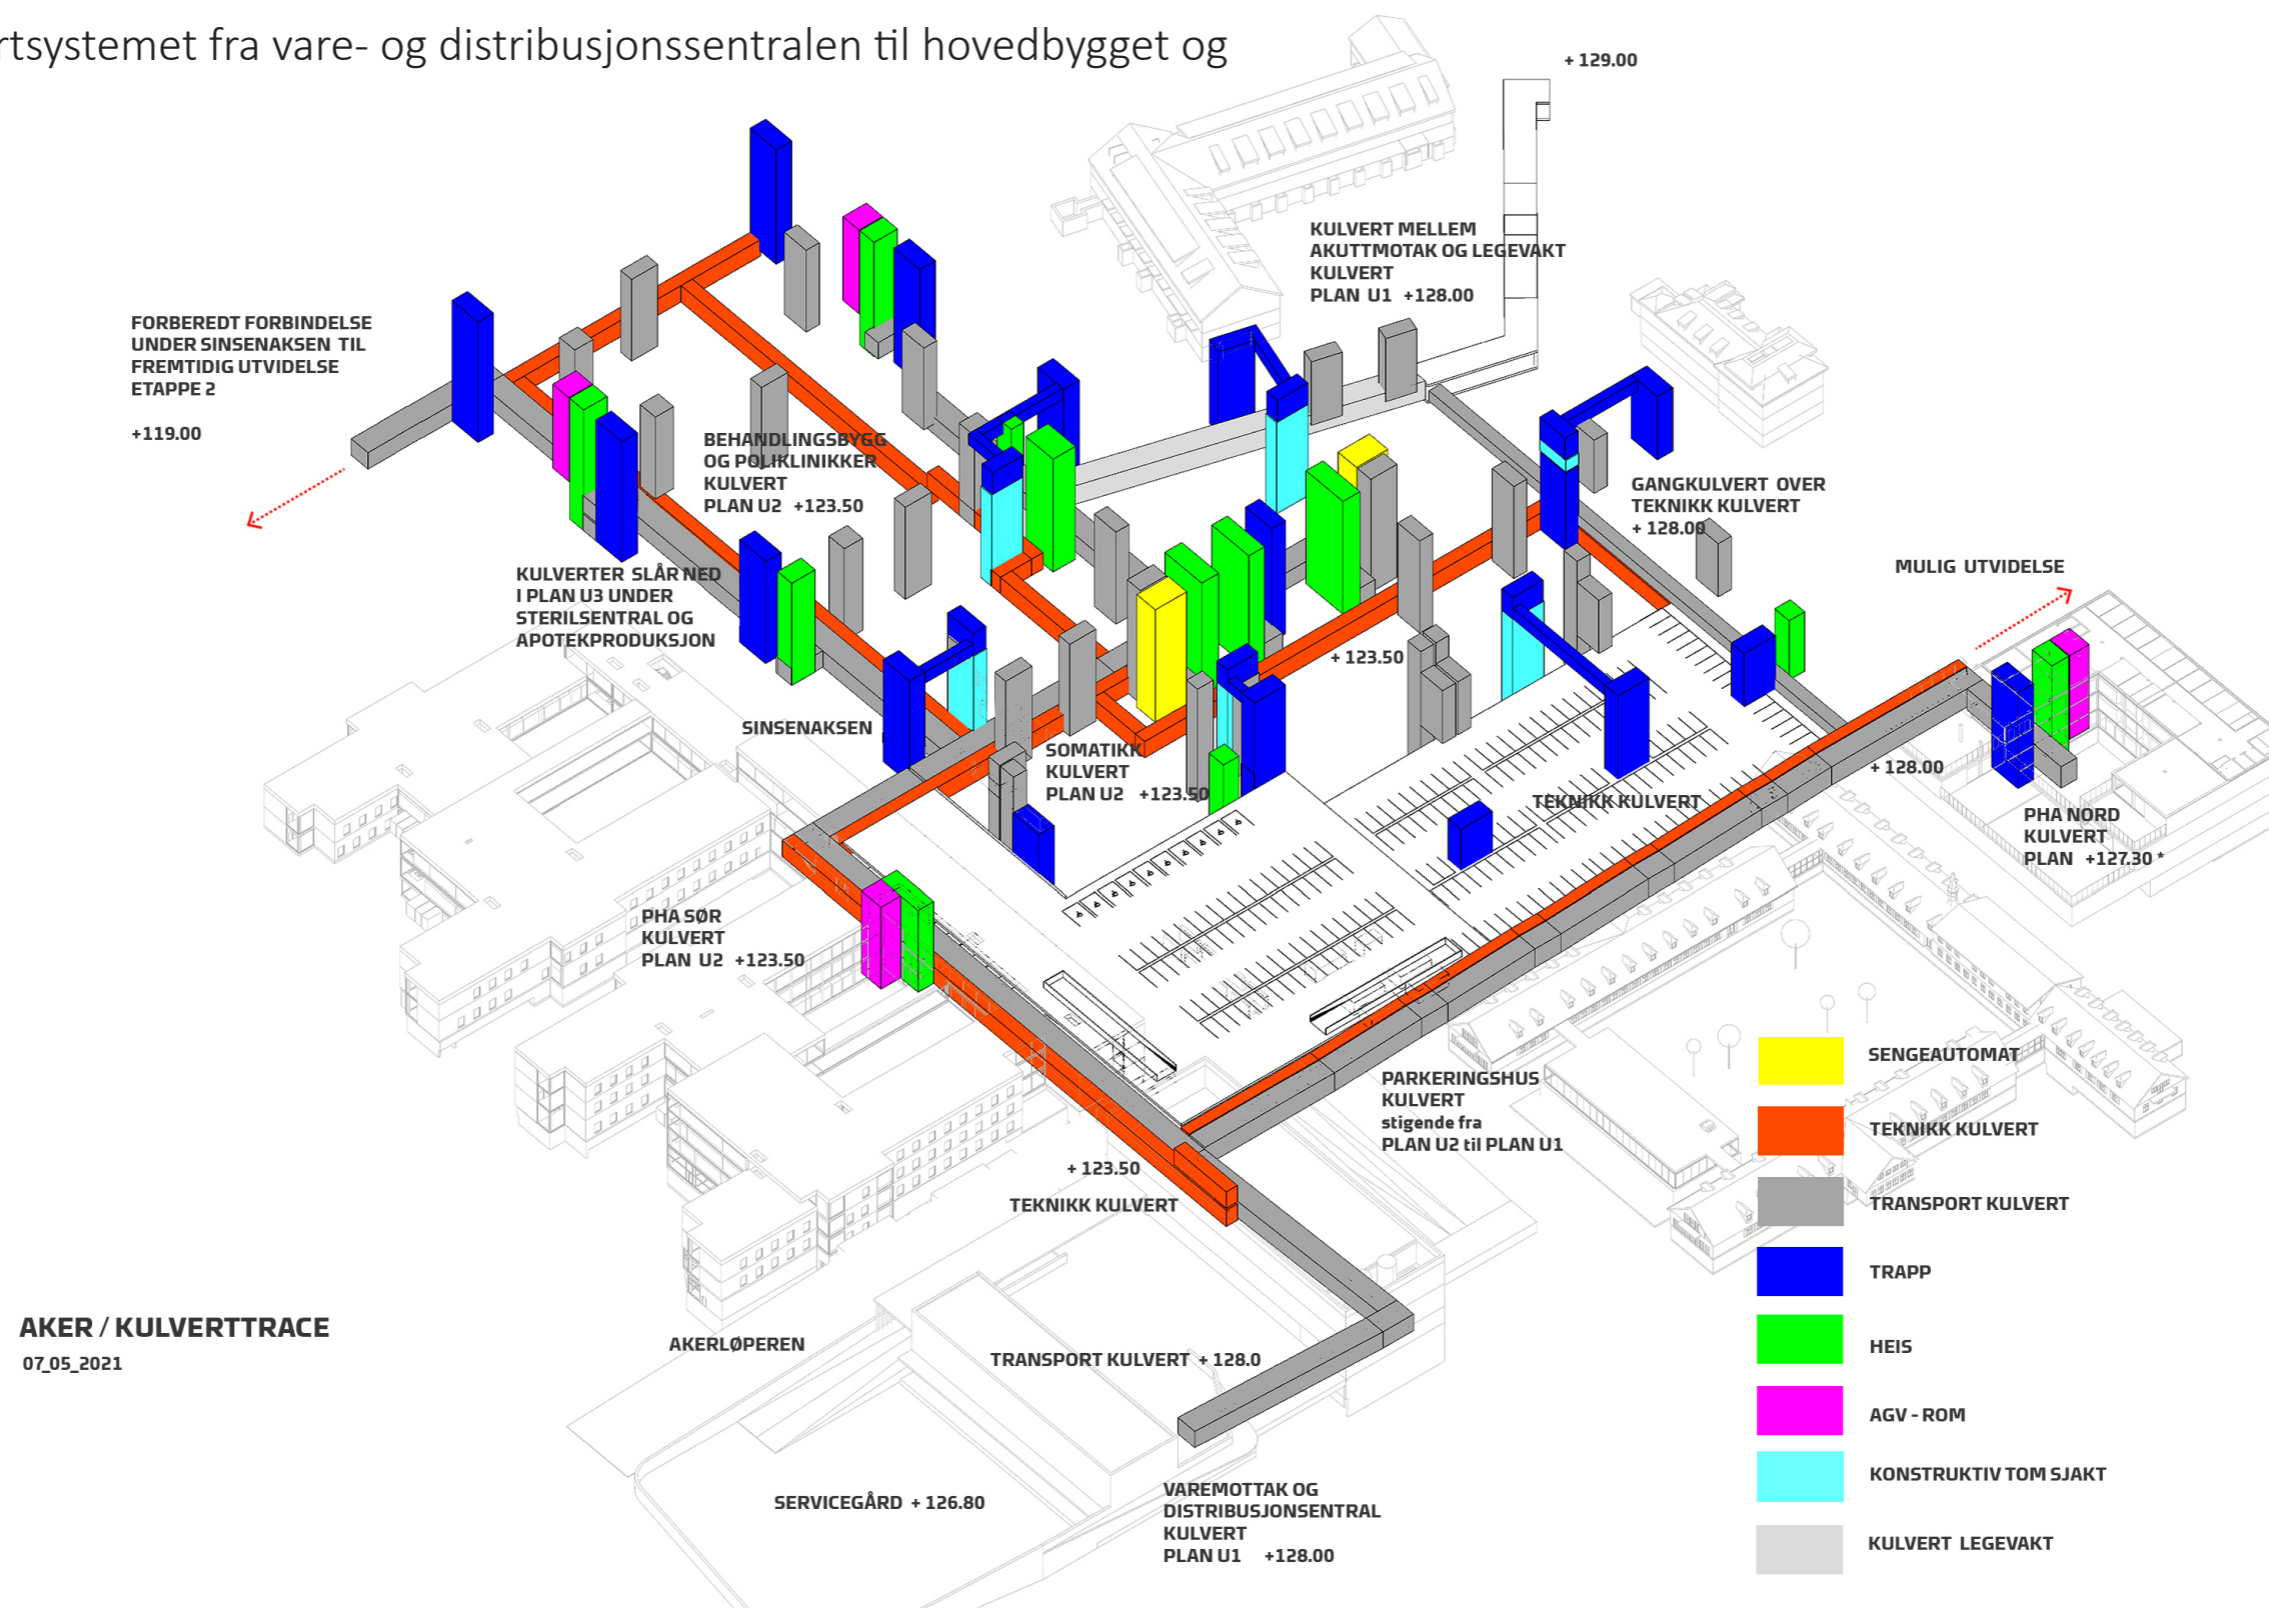 rtsystemet fra vare- og distribusjonssentralen til hovedbygget og
+ 129.00
KULVERT MELLEM
AKUTTMOTAK OG LEGEVAKT
KULVERT
PLAN U1 +128.00
FORBEREDT FORBINDELSE
UNDER SINSENAKSEN TIL
FREMTIDIG UTVIDELSE
ETAPPE 2
+119.00
BEHANDLINGSBYGG
OG POLIKLINIKKER
KULVERT
PLAN U2 +123.50
GANGKULVERT OVER
TEKNIKK KULVERT
+ 128.00
MULIG UTVIDELSE
KULVERTER SLÅR NED
I PLAN U3 UNDER
STERILSENTRAL OG
APOTEKPRODUKSJON
+ 123.50
SINSENAKSEN
SOMATIKK
KULVERT
PLAN U2 +123.50
TEKNIKK KULVERT
+ 128.00
PHA NORD
KULVERT
PLAN +127.30 *
PHA SØR
KULVERT
PLAN U2 +123.50
PARKERINGSHUS
KULVERT
stigende fra
PLAN U2 til PLAN U1
+ 123.50
TEKNIKK KULVERT
SENGEAUTOMAT
TEKNIKK KULVERT
TRANSPORT KULVERT
TRAPP
HEIS
AGV - ROM
KONSTRUKTIV TOM SJAKT
KULVERT LEGEVAKT
AKER / KULVERTTRACE
07_05_2021
AKERLØPEREN
TRANSPORT KULVERT + 128.0
SERVICEGÅRD + 126.80
VAREMOTTAK OG
DISTRIBUSJONSENTRAL
KULVERT
PLAN U1 +128.00